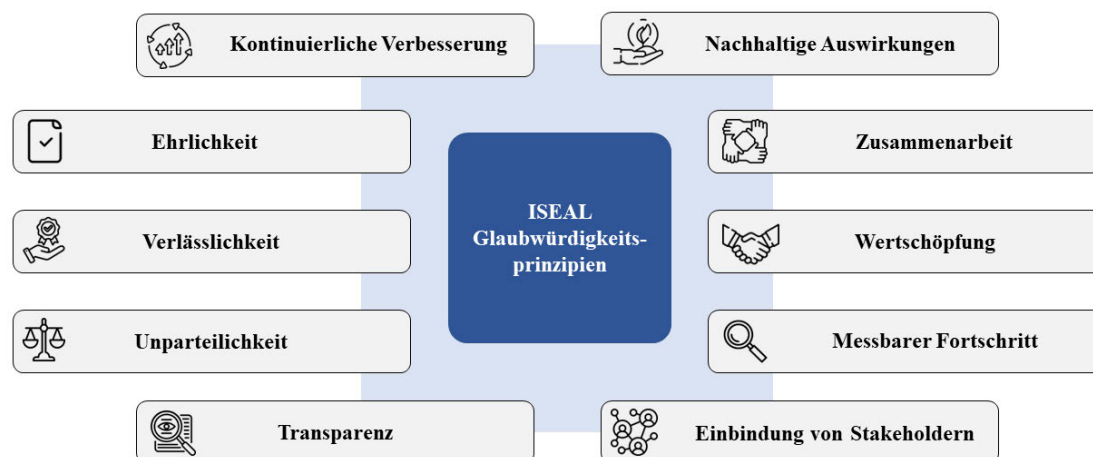 Kontinuierliche Verbesserung
Nachhaltige Auswirkungen
Ehrlichkeit
Zusammenarbeit
Verlässlichkeit
ISEAL
Glaubwürdigkeits-
prinzipien
Wertschöpfung
Unparteilichkeit
Messbarer Fortschritt
Transparenz
Einbindung von Stakeholdern